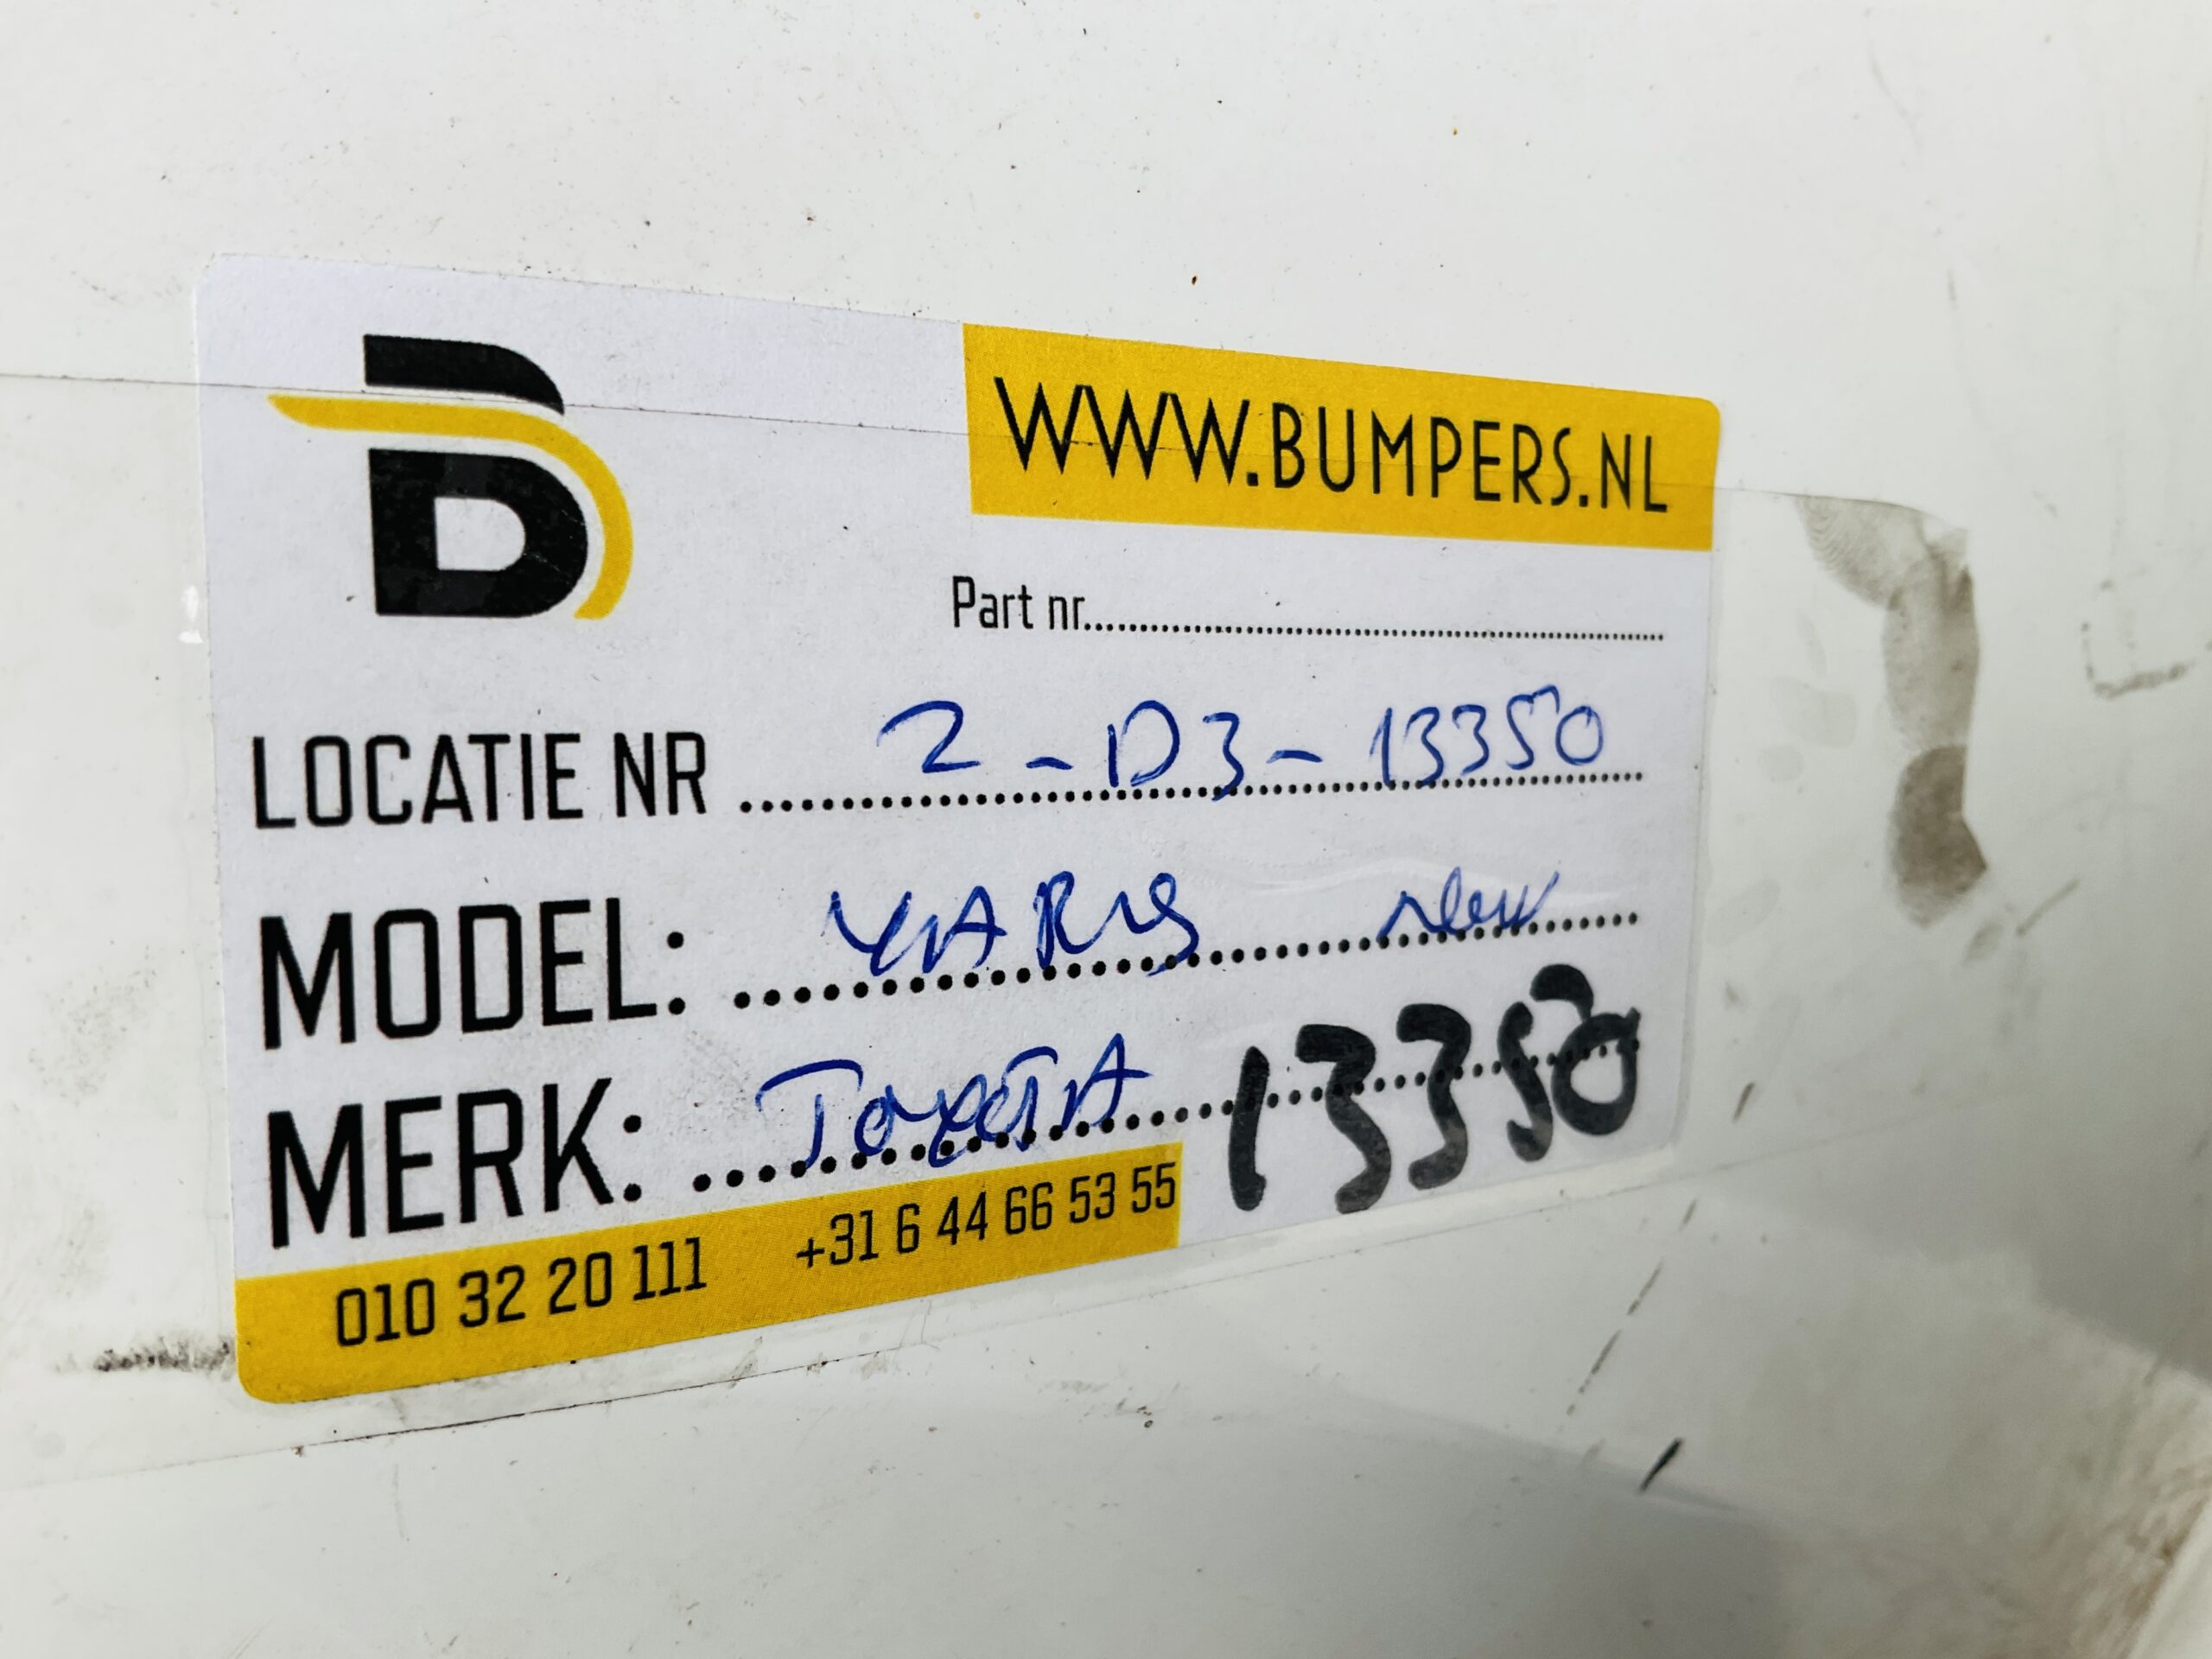 B
WWW.BUMPERS.NL
Part nr..........
LOCATIE NR 2-D3-13350
MODEL: YARIS new
MERK: TOYOTA 13350
010 32 20 111 +31 6 44 66 53 55